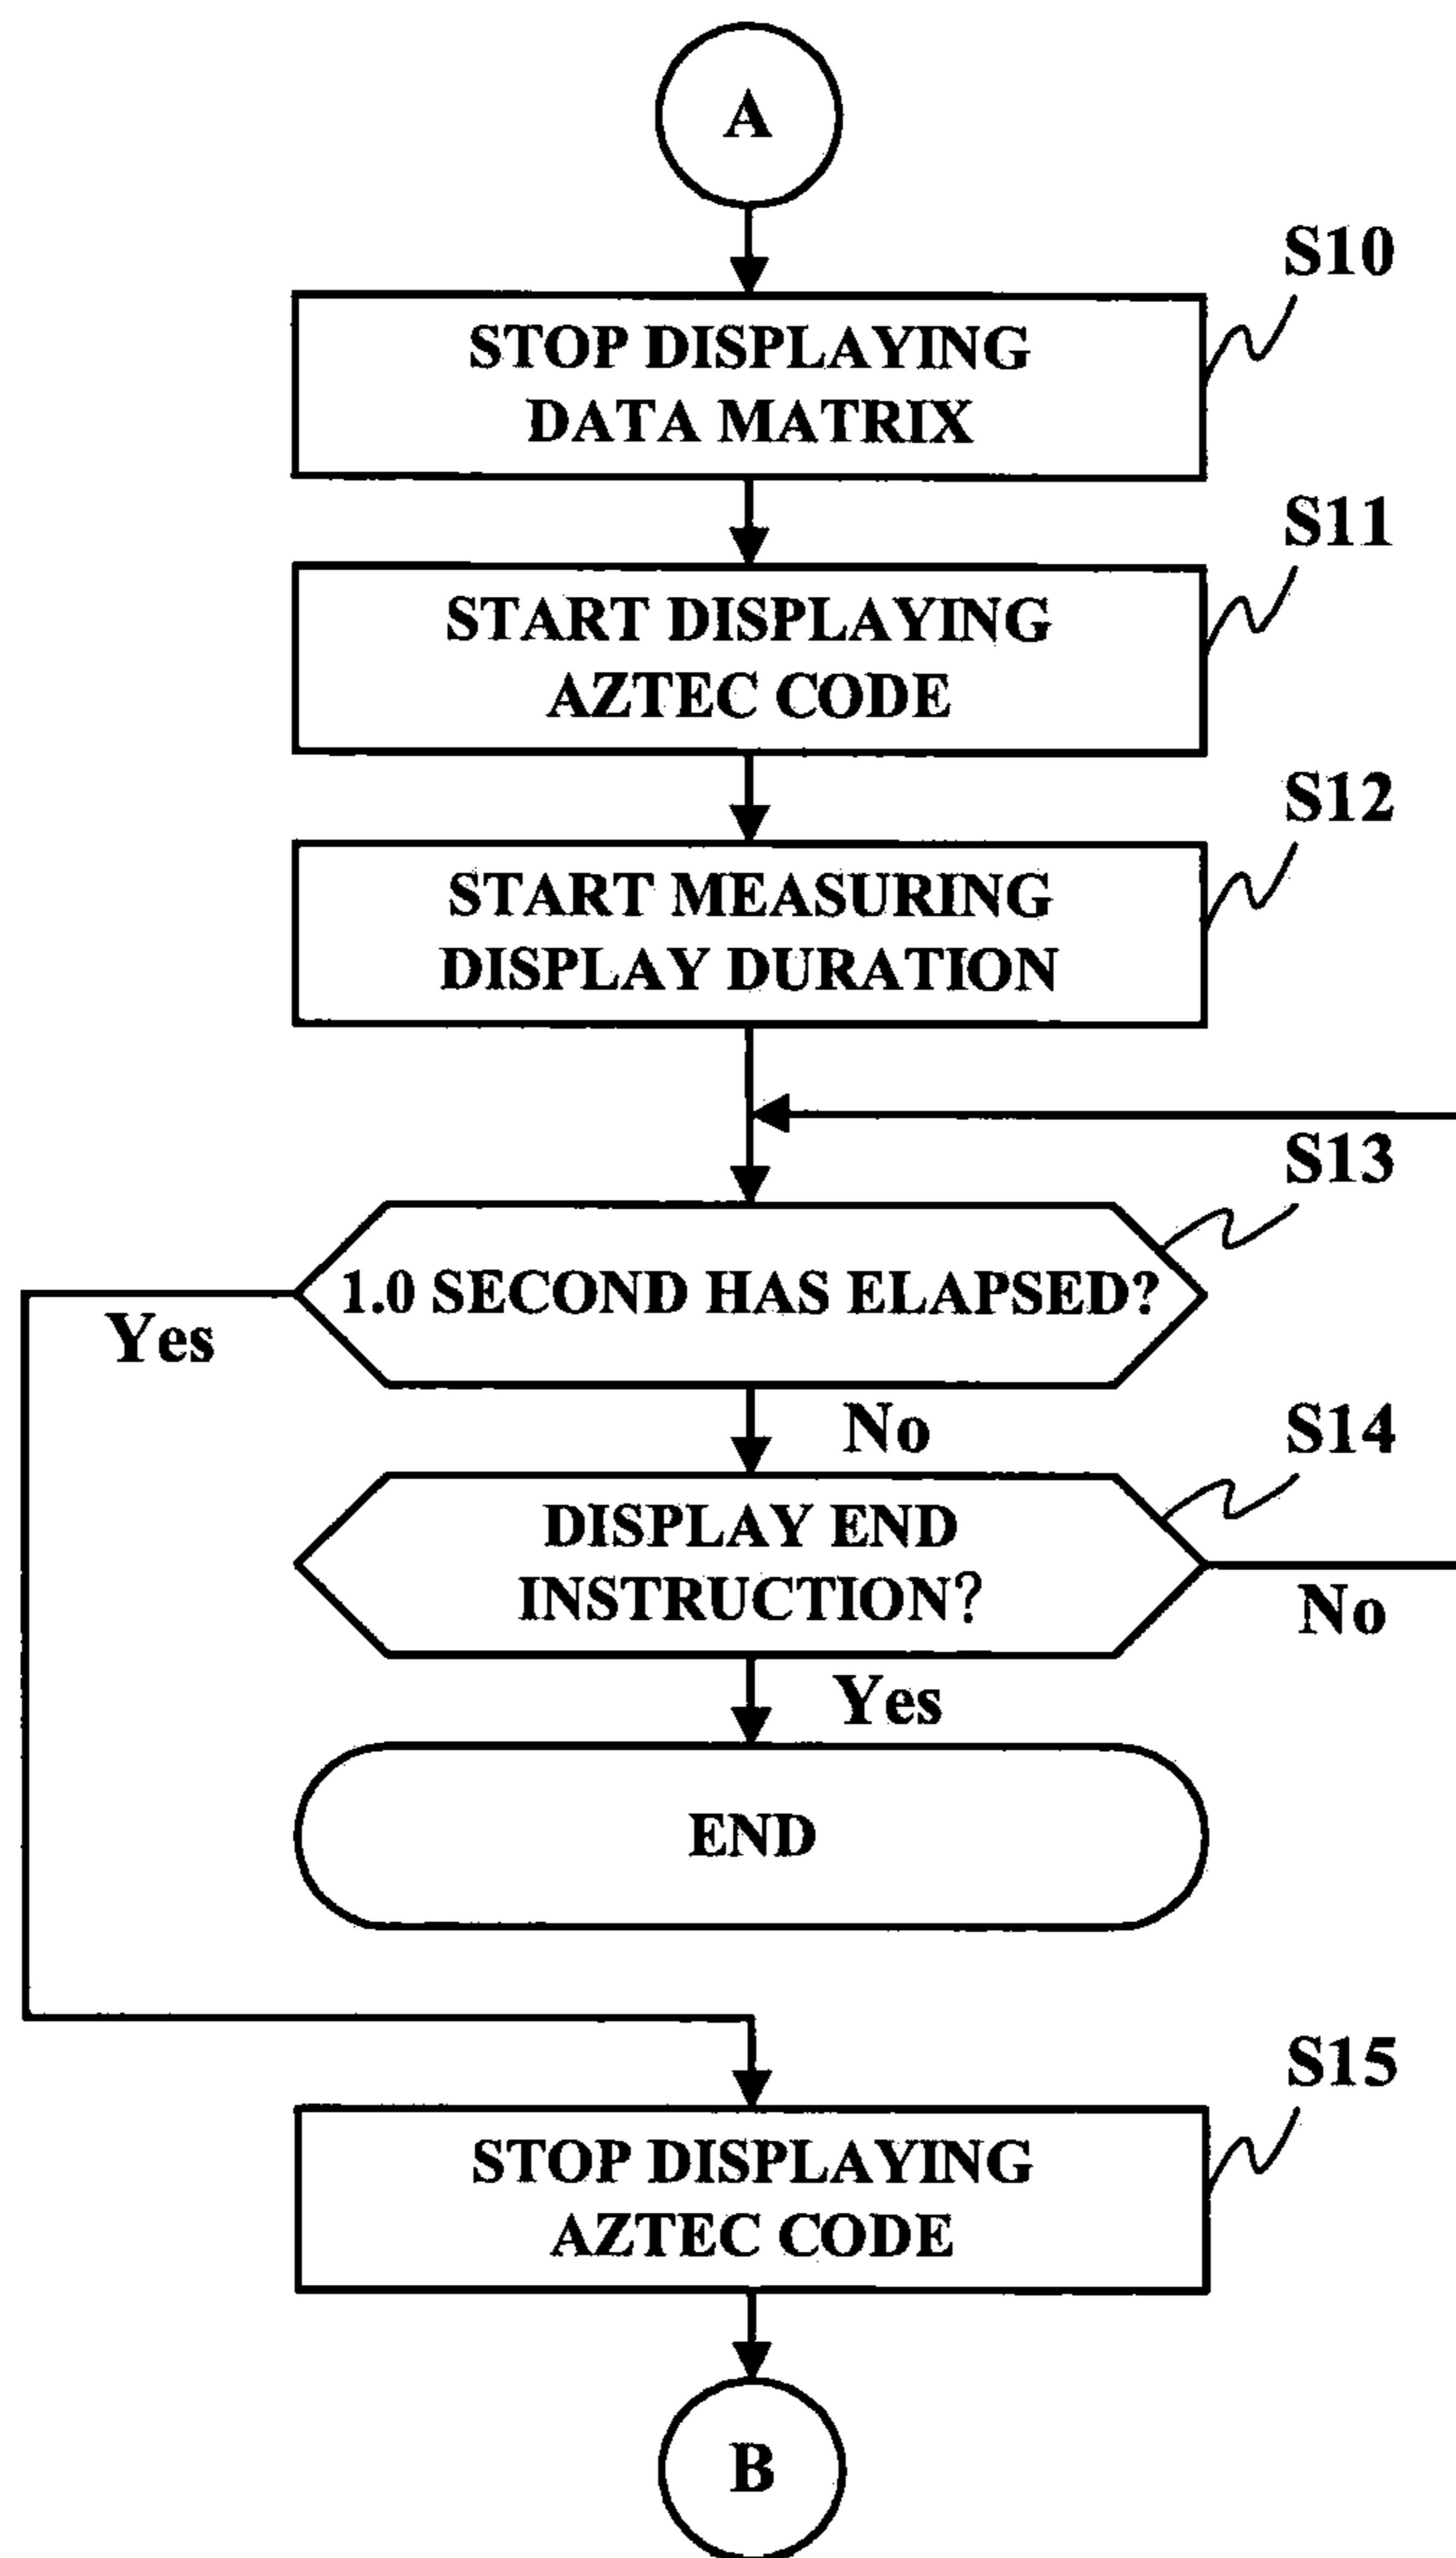 A
S10
STOP DISPLAYING
DATA MATRIX
S11
START DISPLAYING
AZTEC CODE
S12
START MEASURING
DISPLAY DURATION
S13
1.0 SECOND HAS ELAPSED?
Yes
No
S14
DISPLAY END
INSTRUCTION?
No
Yes
END
S15
STOP DISPLAYING
AZTEC CODE
B